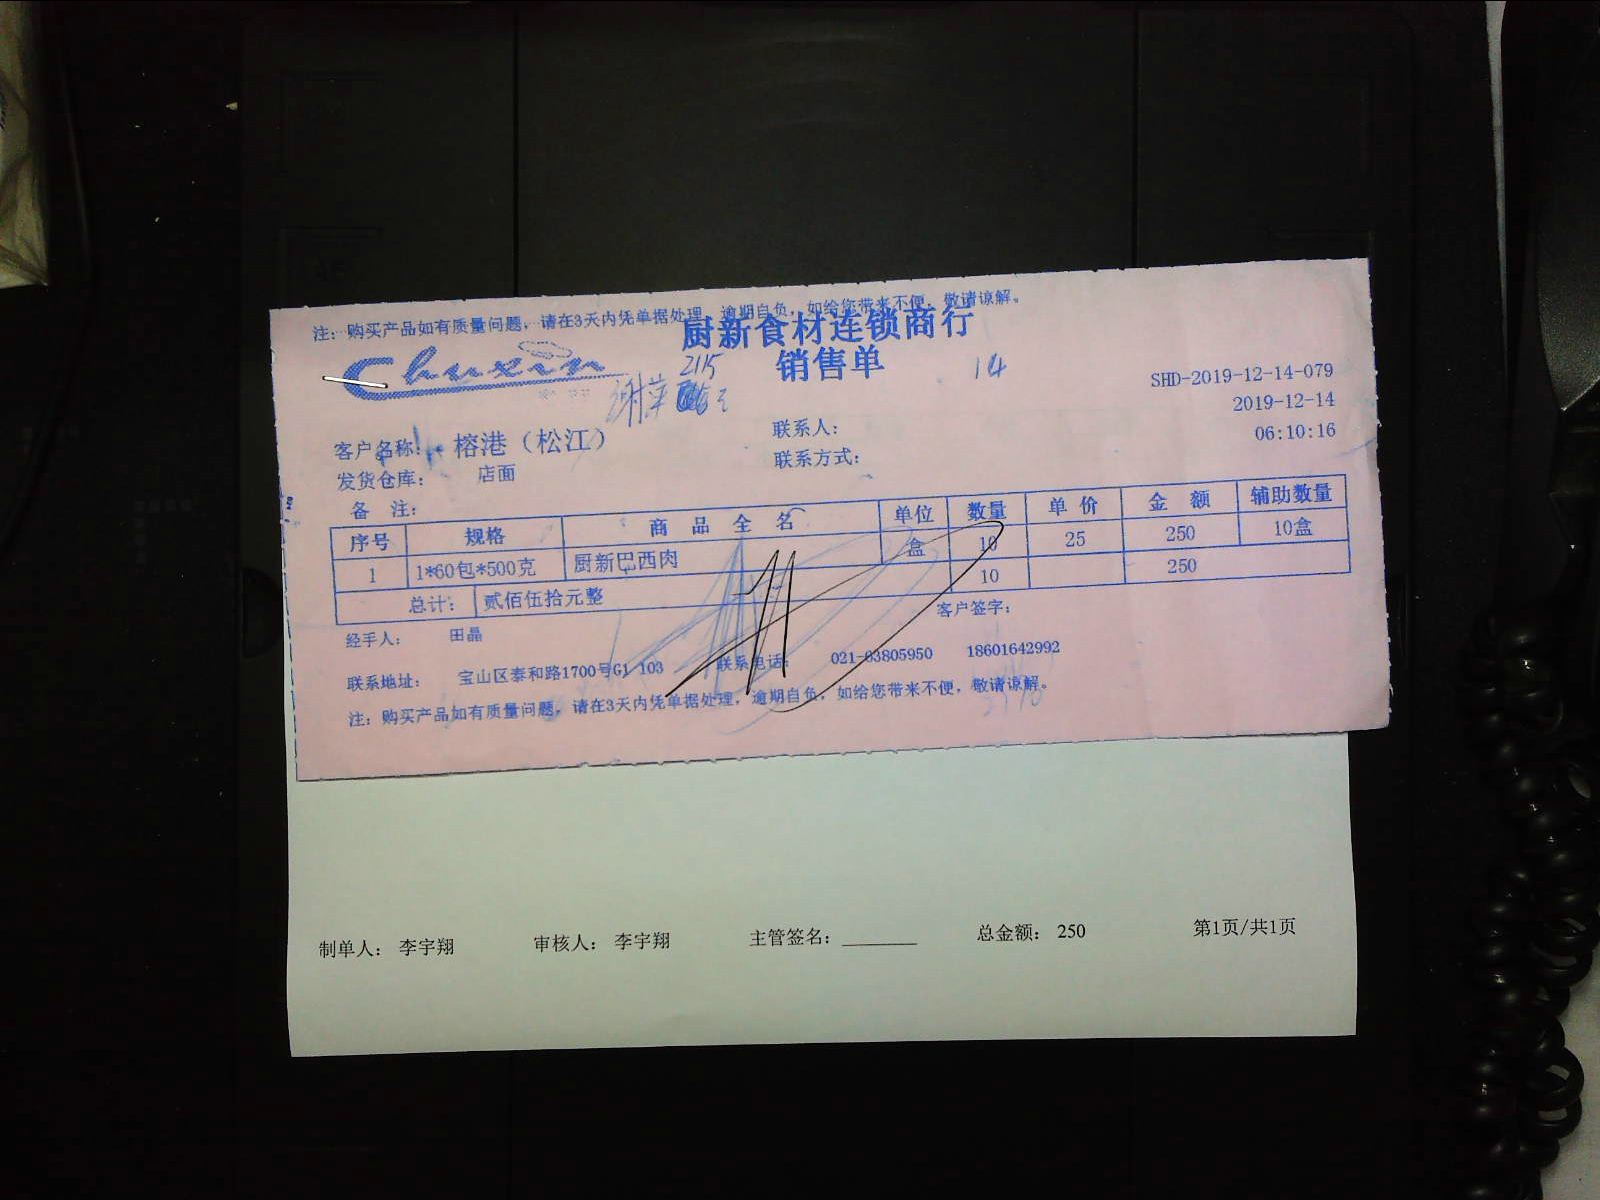 注：购买产品如有质量问题，请在3天内凭单据处理，逾期自负，如给您带来不便，敬请谅解。
厨新食材连锁商行
Chuxin
销售单
2115
14
SHD-2019-12-14-079
2019-12-14
06:10:16
客户名称： 榕港（松江） 联系人：
发货仓库： 店面 联系方式：
备 注：
序号 规格 商 品 全 名 单位 数量 单 价 金 额 辅助数量
1 1*60包*500克 厨新巴西肉 盒 10 25 250 10盒
总计： 贰佰伍拾元整 10 250
经手人： 田晶 客户签字：
联系地址： 宝山区泰和路1700号G1 103 联系电话： 021-63805950 18601642992
注：购买产品如有质量问题，请在3天内凭单据处理，逾期自负，如给您带来不便，敬请谅解。
制单人： 李宇翔 审核人： 李宇翔 主管签名： 总金额： 250 第1页/共1页